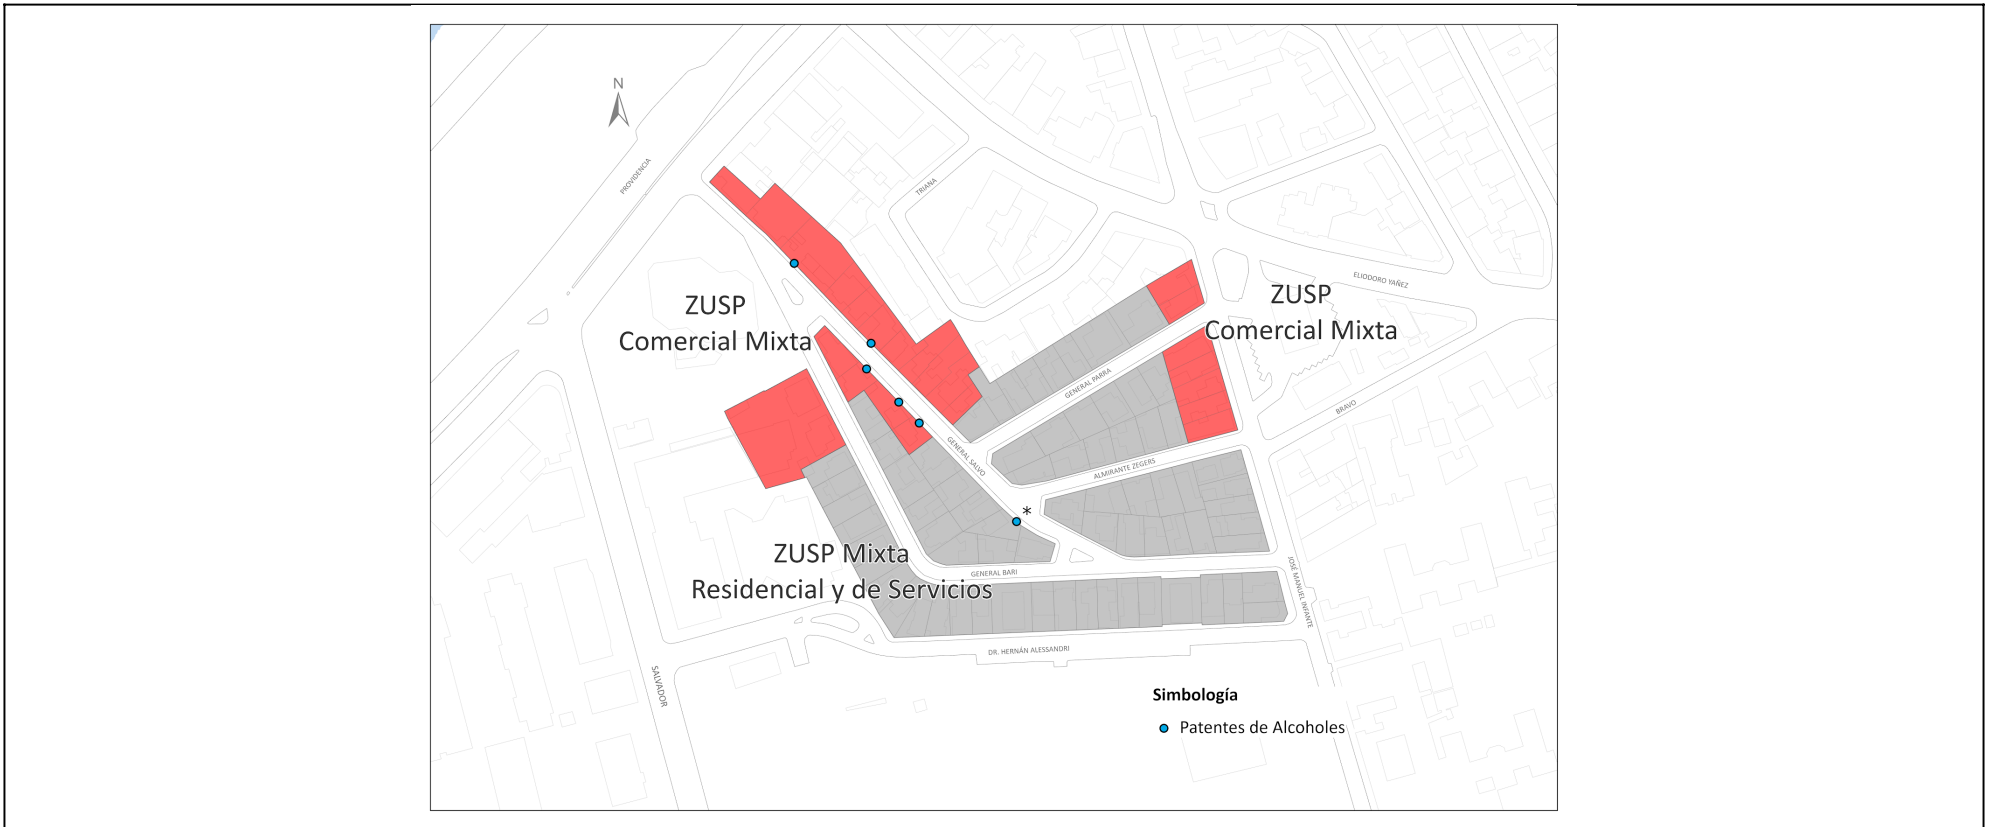 N
PROVIDENCIA
TRIANA
ELIODORO YAÑEZ
ZUSP
Comercial Mixta
ZUSP
Comercial Mixta
GENERAL PARRA
BRAVO
GENERAL SALVO
ALMIRANTE ZEGERS
*
ZUSP Mixta
Residencial y de Servicios
GENERAL BARI
JOSÉ MANUEL INFANTE
DR. HERNÁN ALESSANDRI
SALVADOR
Simbología
Patentes de Alcoholes